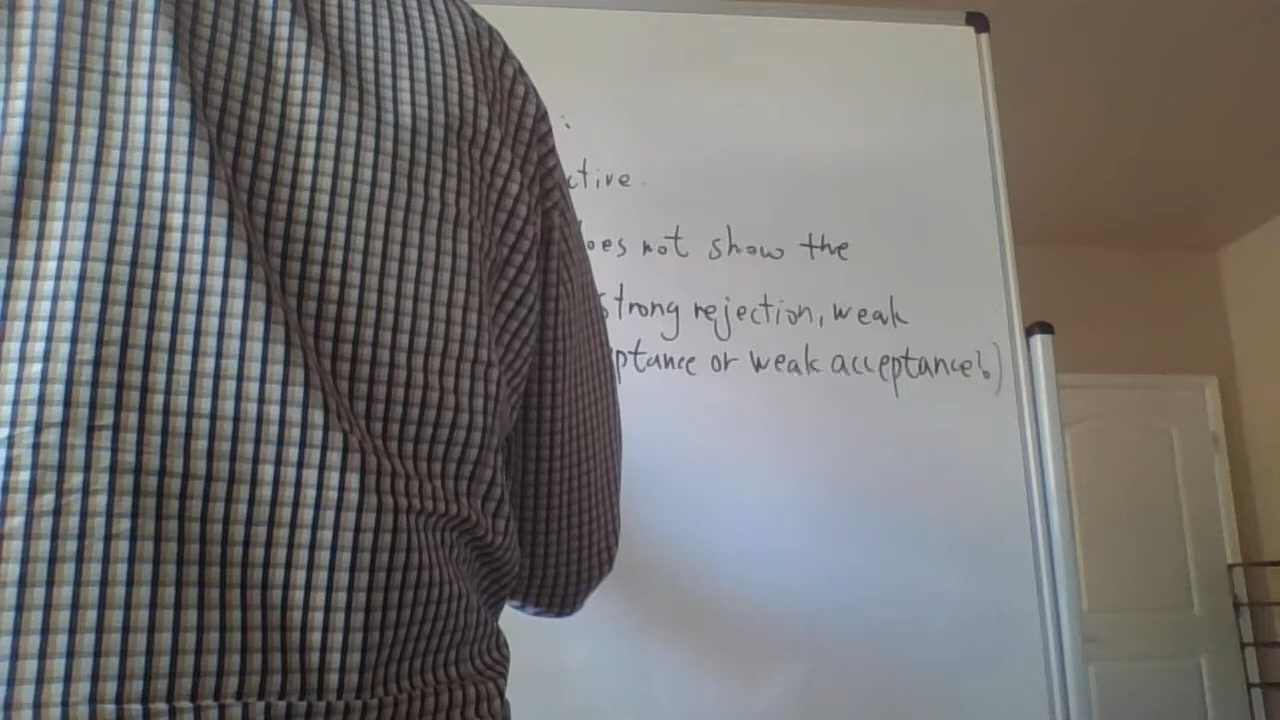 :
ctive.
oes not show the
strong rejection, weak
ptance or weak acceptance?)